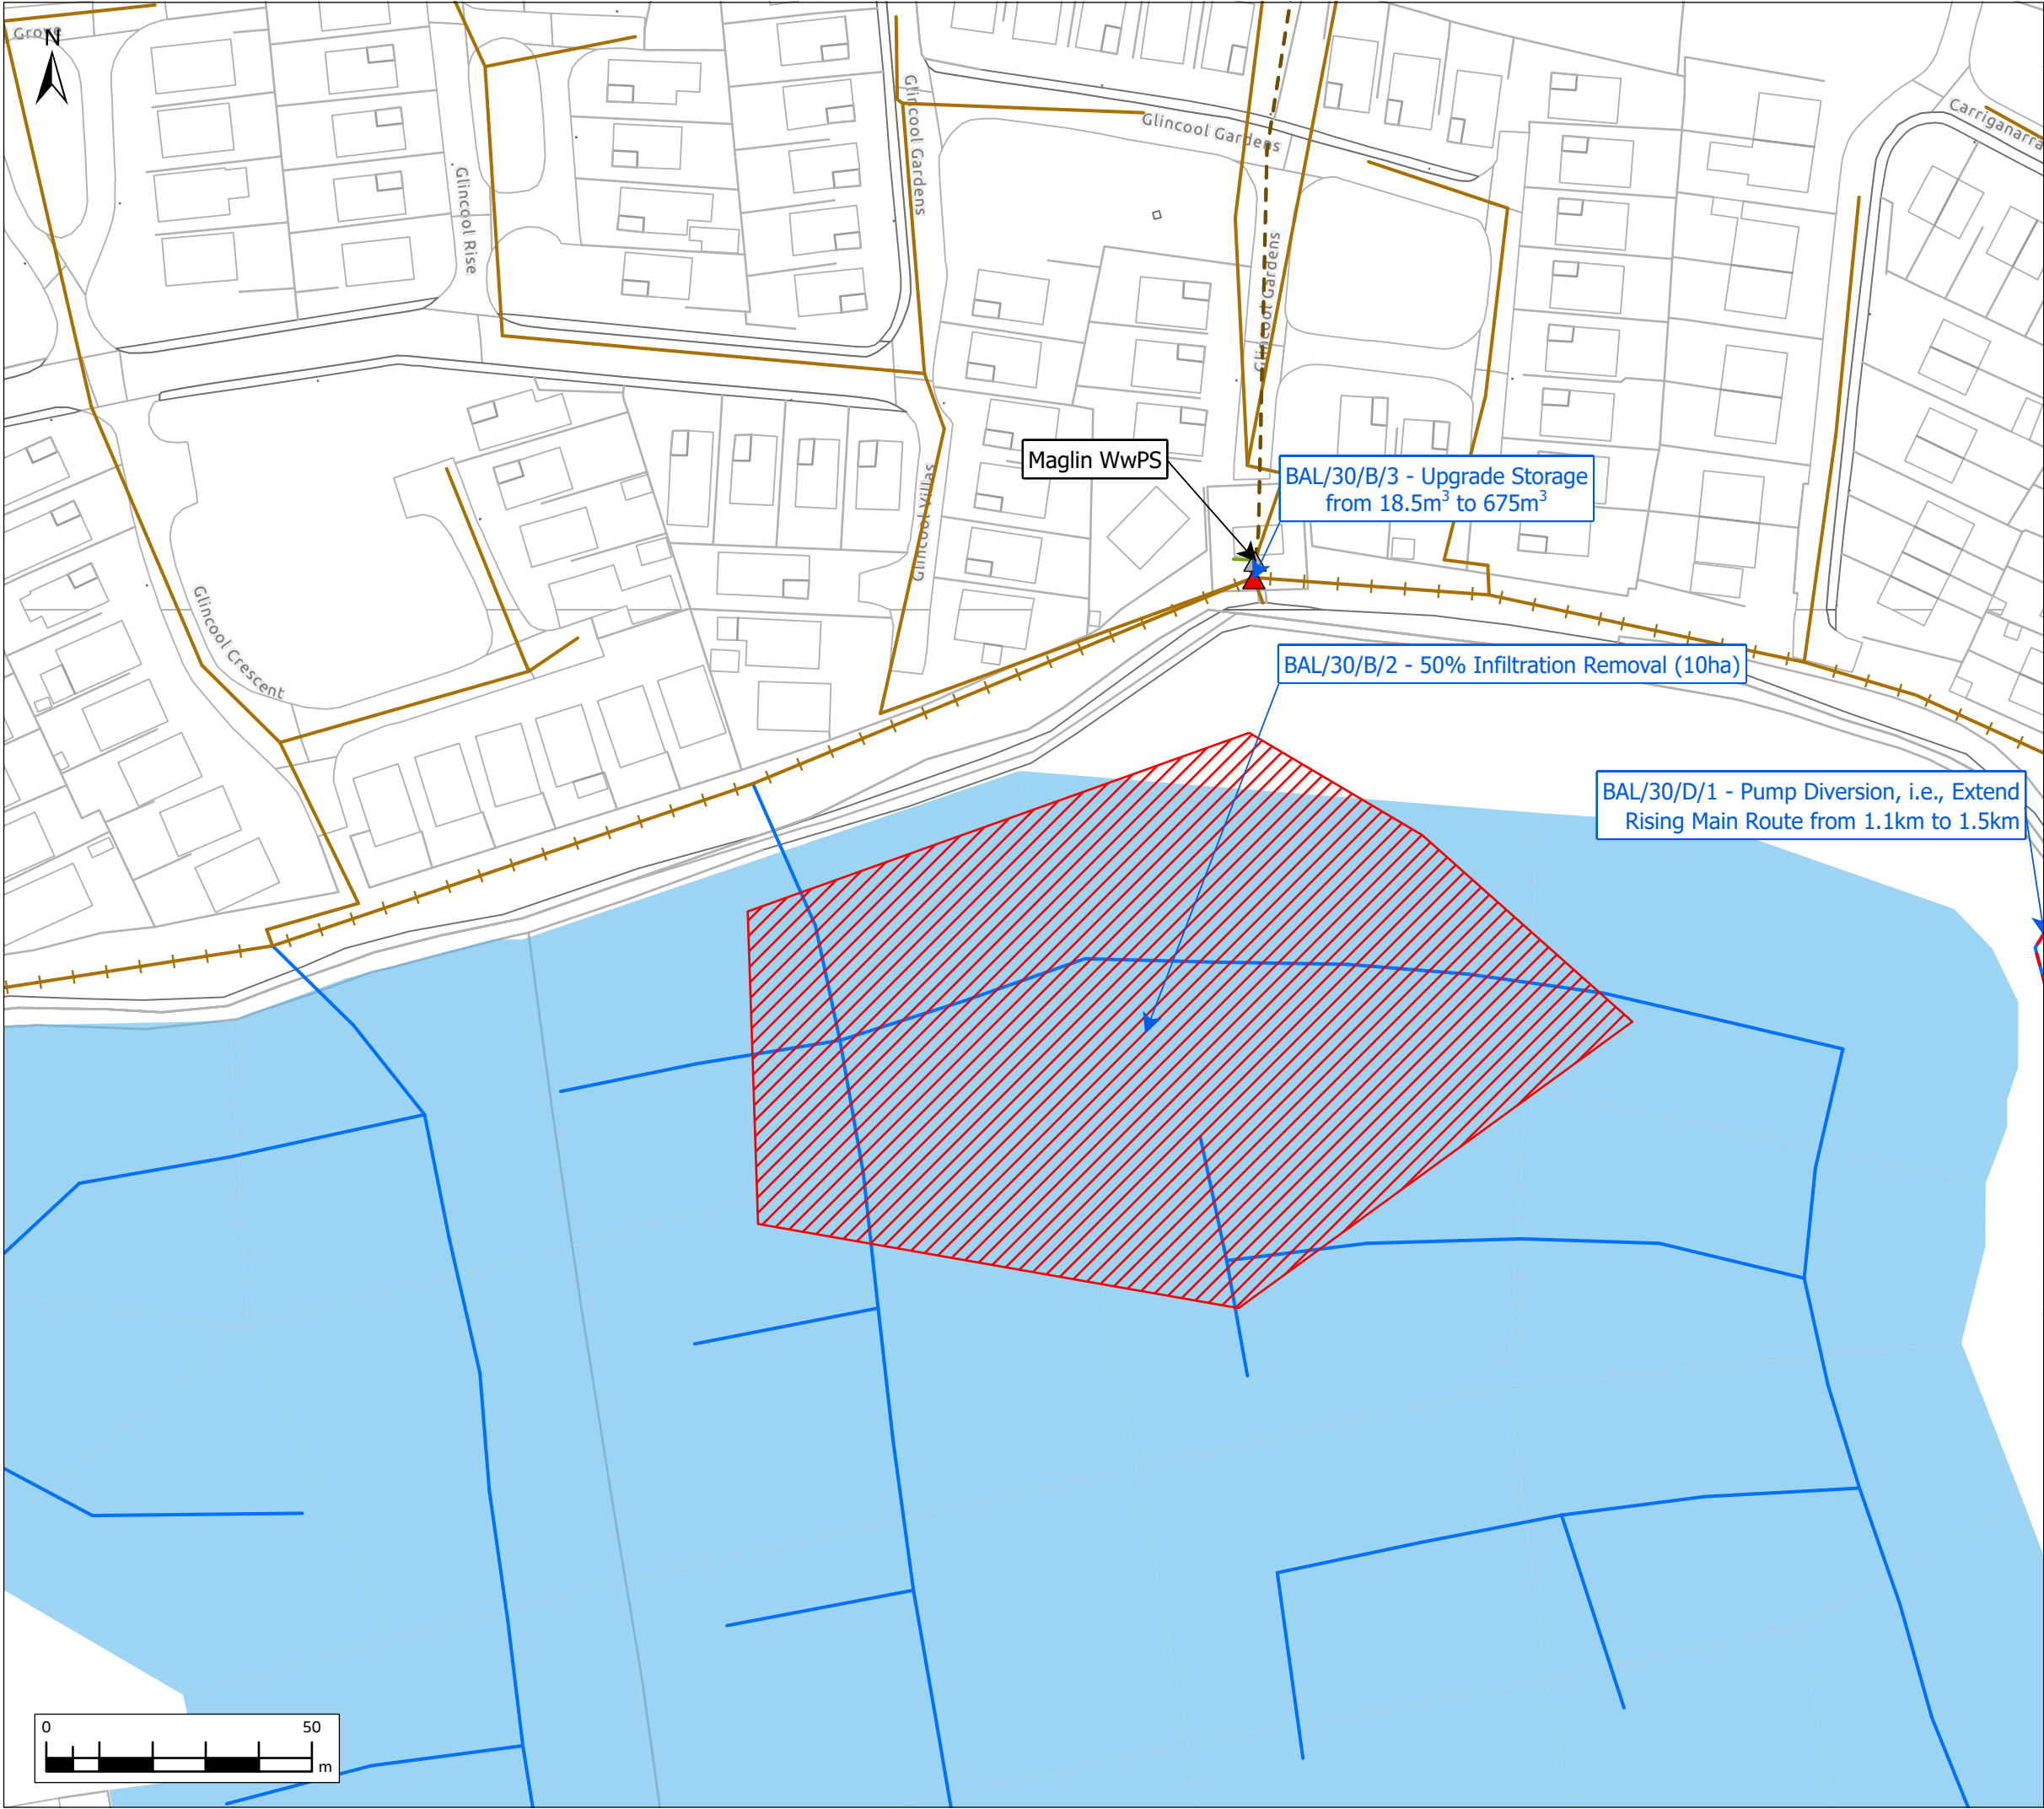 Grove
N
Glincool Rise
Glincool Gardens
Glincool Gardens
Glincool Gardens
Carriganarra
Maglin WwPS
BAL/30/B/3 - Upgrade Storage
from 18.5m³ to 675m³
Glincool Villas
Glincool Crescent
BAL/30/B/2 - 50% Infiltration Removal (10ha)
BAL/30/D/1 - Pump Diversion, i.e., Extend
Rising Main Route from 1.1km to 1.5km
0 50
m